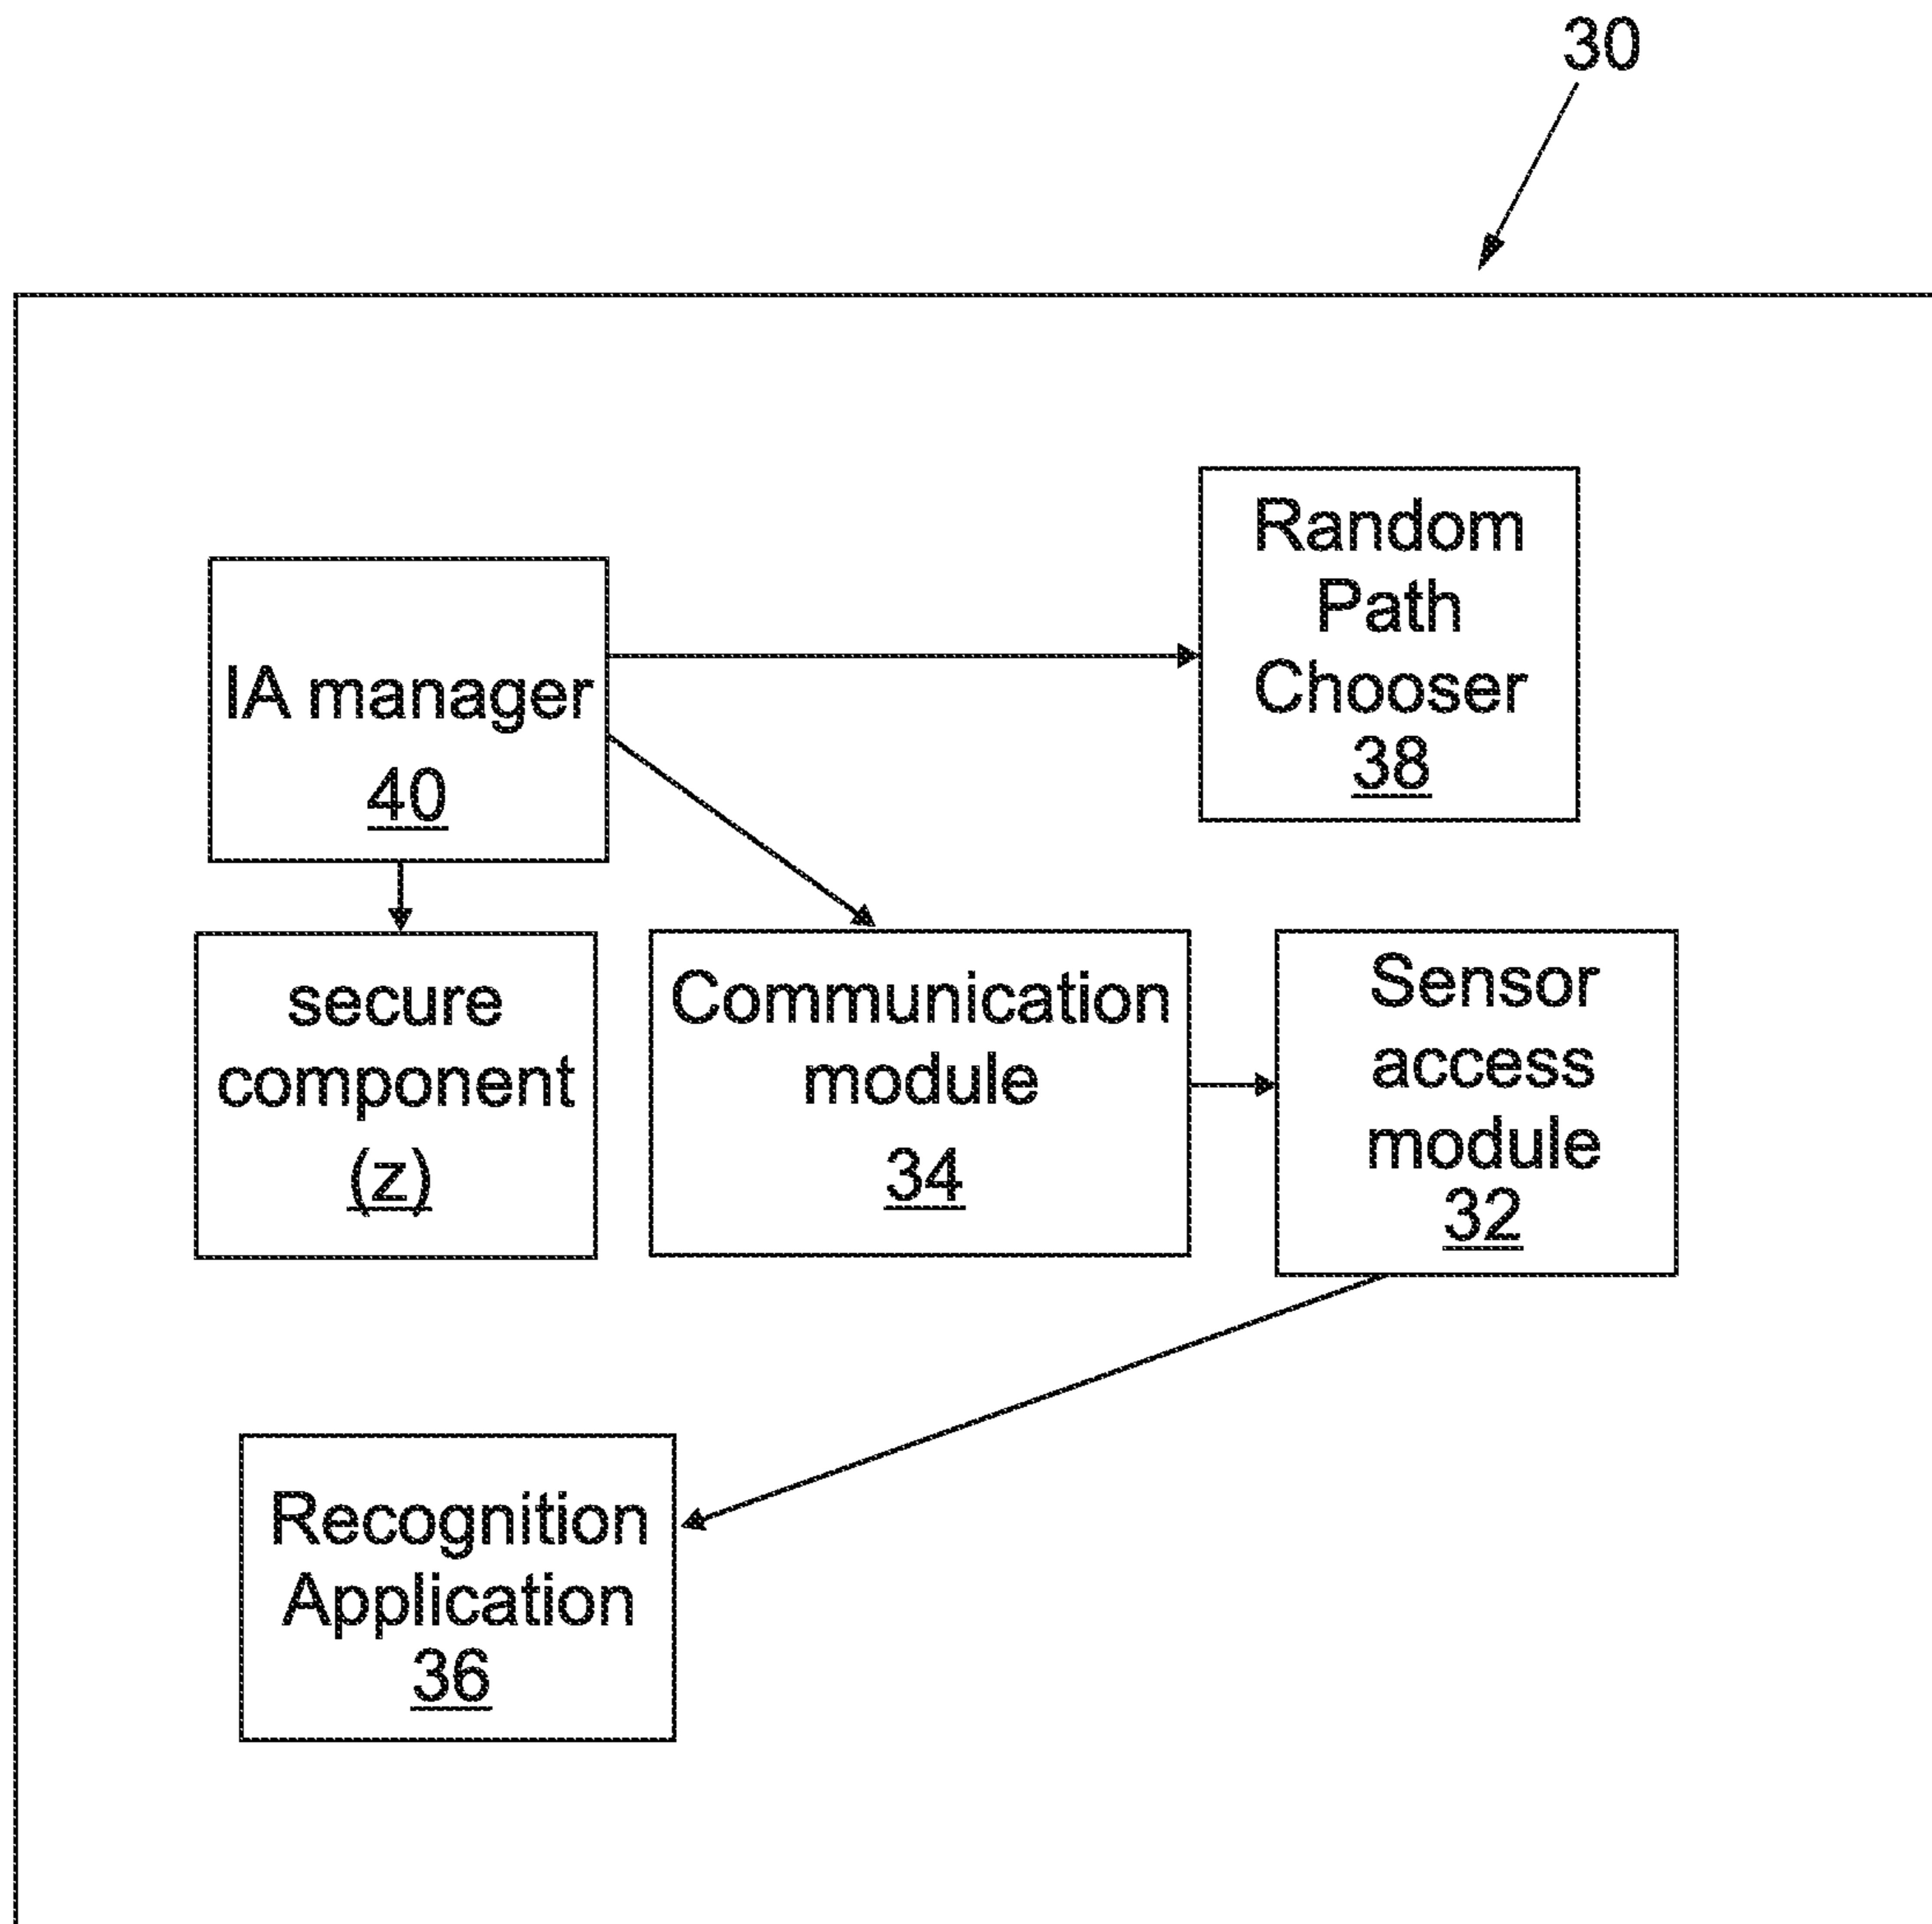 30
Random
Path
Chooser
38
IA manager
40
secure
component
(z)
Communication
module
34
Sensor
access
module
32
Recognition
Application
36